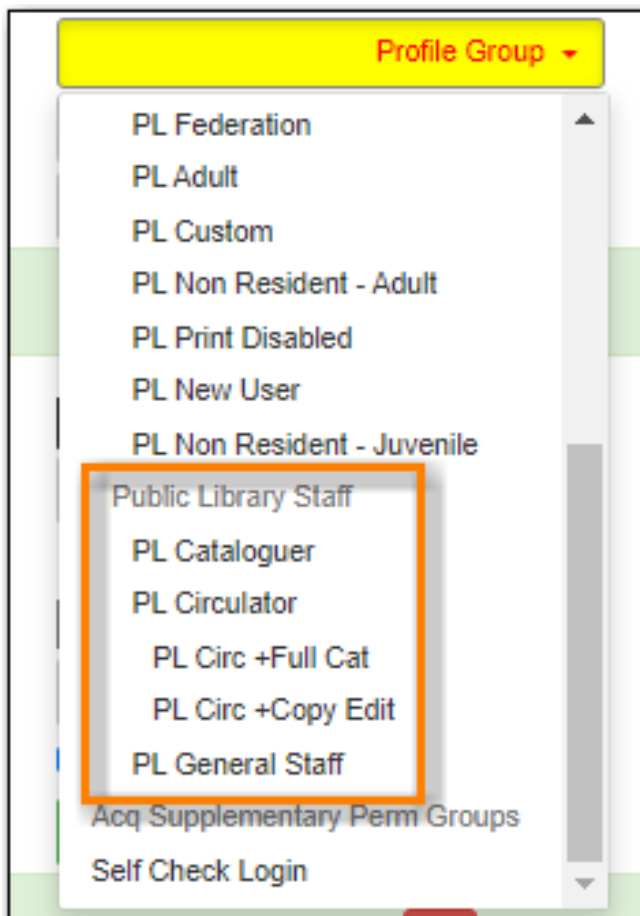 Profile Group
PL Federation
PL Adult
PL Custom
PL Non Resident - Adult
PL Print Disabled
PL New User
PL Non Resident - Juvenile
Public Library Staff
PL Cataloguer
PL Circulator
PL Circ +Full Cat
PL Circ +Copy Edit
PL General Staff
Acq Supplementary Perm Groups
Self Check Login